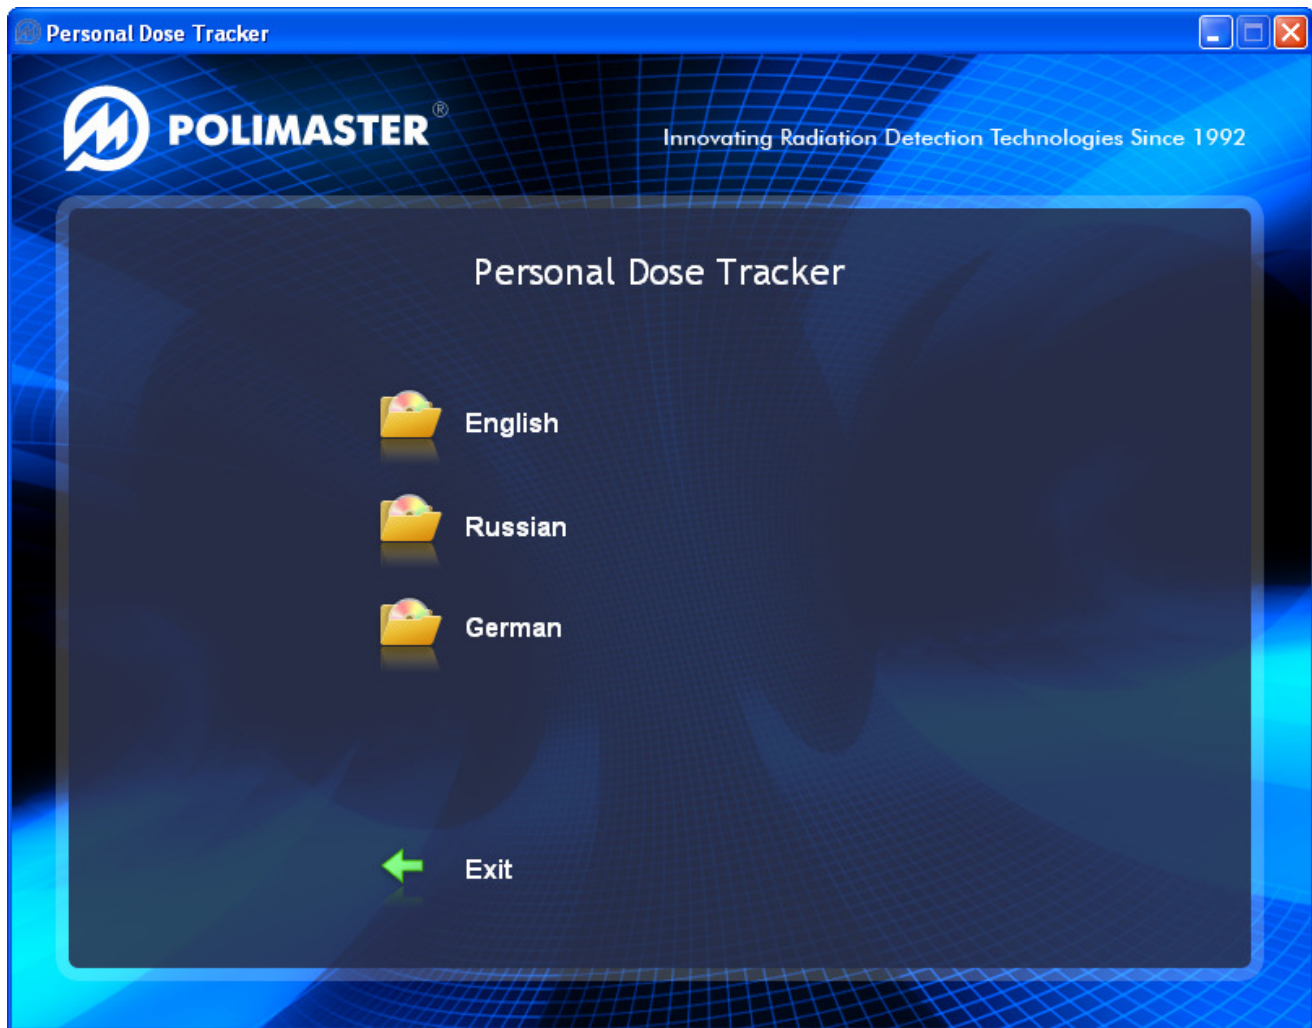 Personal Dose Tracker
POLIMASTER®
Innovating Radiation Detection Technologies Since 1992
Personal Dose Tracker
English
Russian
German
Exit